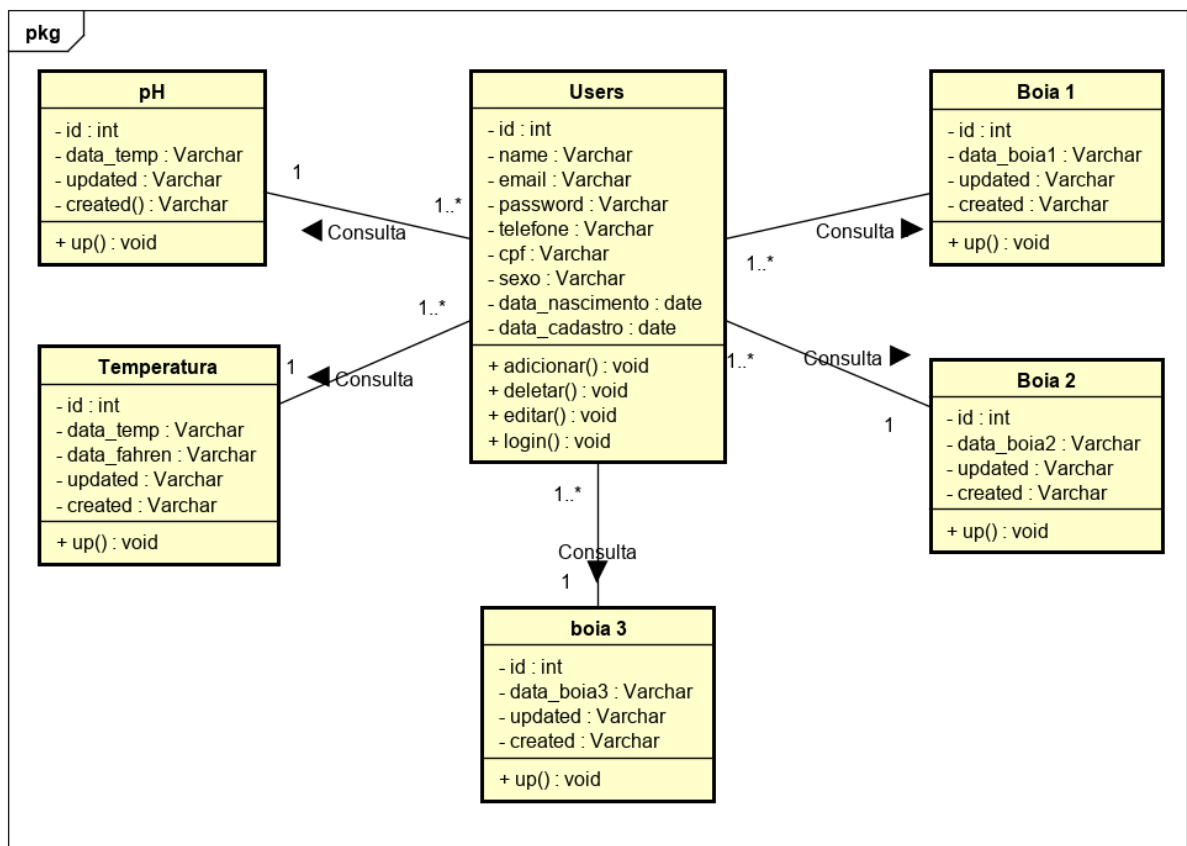 pkg
pH
- id : int
- data_temp : Varchar
- updated : Varchar
- created() : Varchar
+ up() : void
Users
- id : int
- name : Varchar
- email : Varchar
- password : Varchar
- telefone : Varchar
- cpf : Varchar
- sexo : Varchar
- data_nascimento : date
- data_cadastro : date
+ adicionar() : void
+ deletar() : void
+ editar() : void
+ login() : void
Boia 1
- id : int
- data_boia1 : Varchar
- updated : Varchar
- created : Varchar
+ up() : void
1
1..*
Consulta
Consulta
1..*
Temperatura
- id : int
- data_temp : Varchar
- data_fahren : Varchar
- updated : Varchar
- created : Varchar
+ up() : void
1..*
1
Consulta
Consulta
1..*
1
Boia 2
- id : int
- data_boia2 : Varchar
- updated : Varchar
- created : Varchar
+ up() : void
1..*
Consulta
1
boia 3
- id : int
- data_boia3 : Varchar
- updated : Varchar
- created : Varchar
+ up() : void